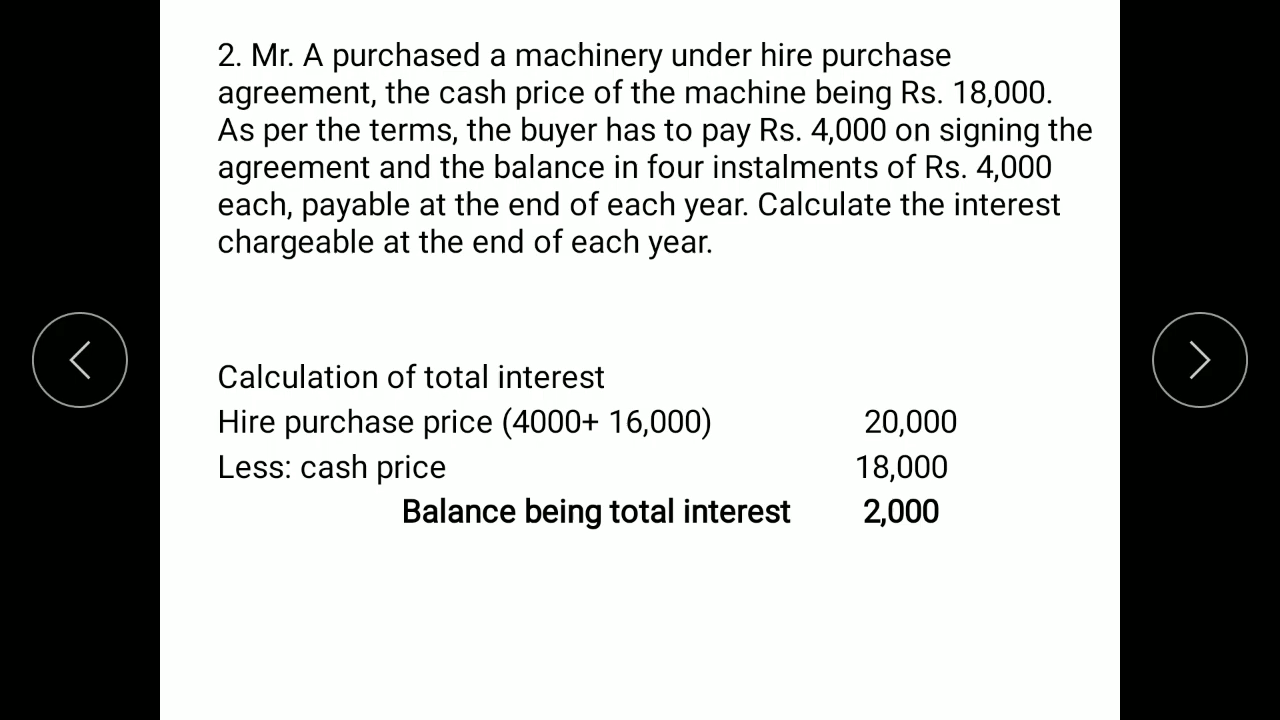 2. Mr. A purchased a machinery under hire purchase
agreement, the cash price of the machine being Rs. 18,000.
As per the terms, the buyer has to pay Rs. 4,000 on signing the
agreement and the balance in four instalments of Rs. 4,000
each, payable at the end of each year. Calculate the interest
chargeable at the end of each year.
Calculation of total interest
Hire purchase price (4000+ 16,000) 20,000
Less: cash price 18,000
Balance being total interest 2,000